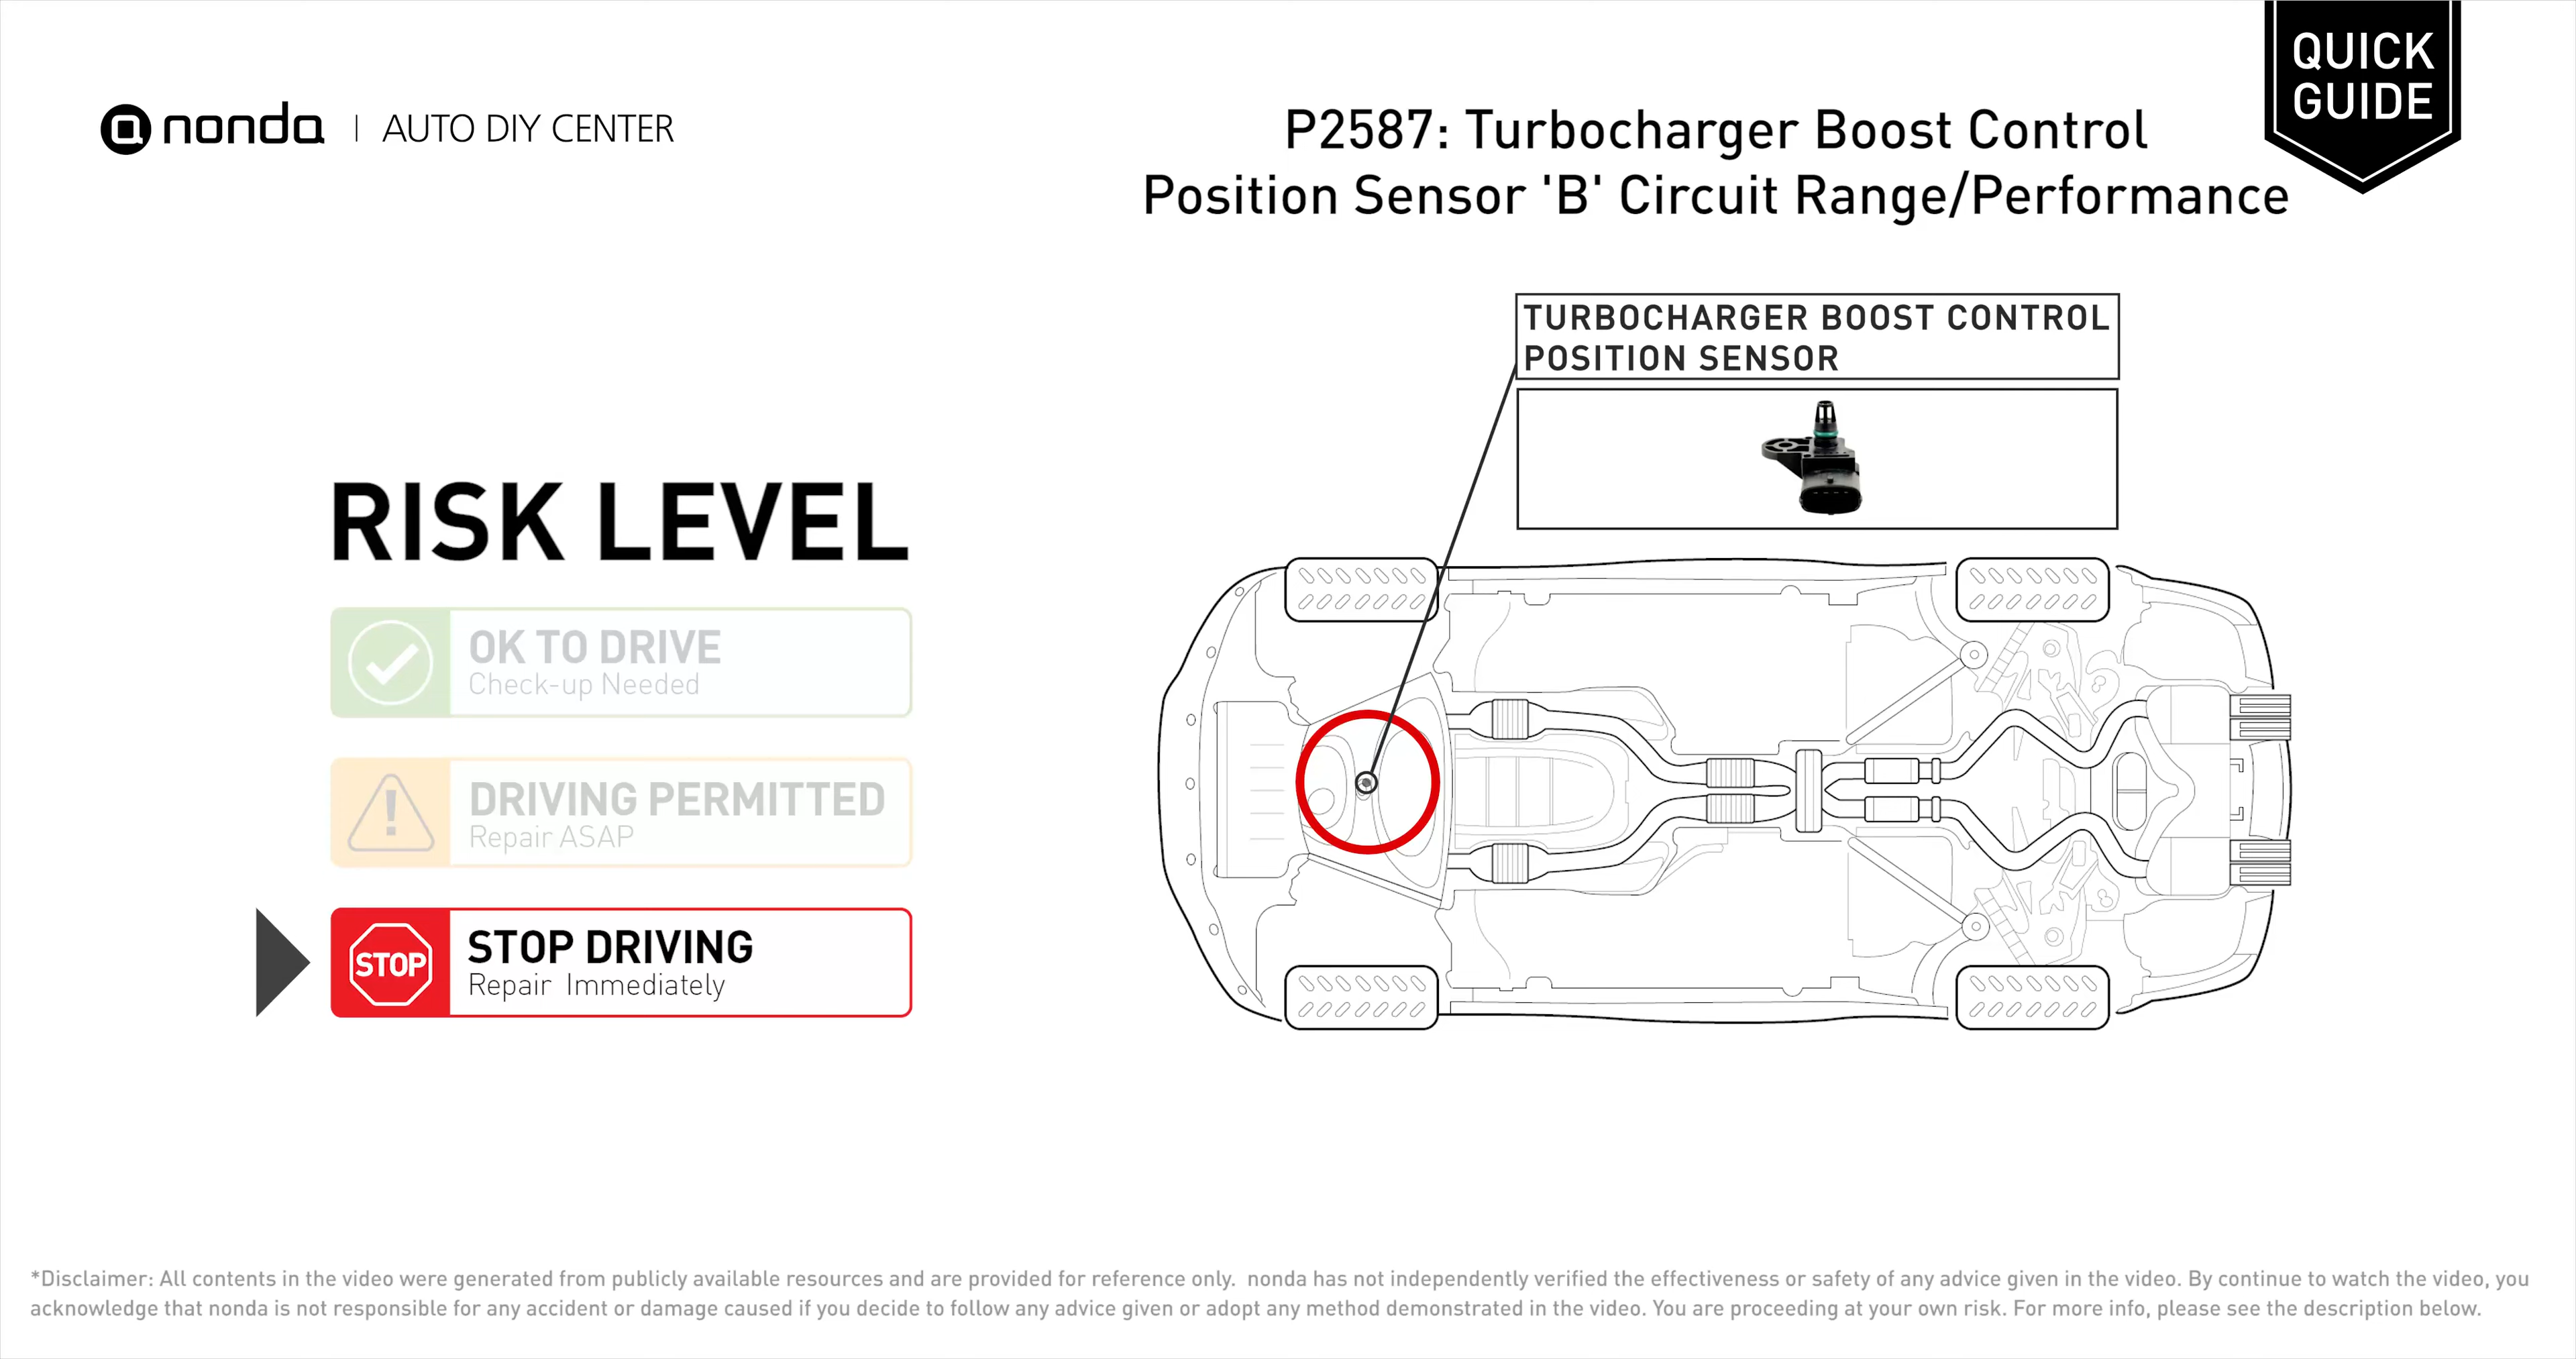 nonda | AUTO DIY CENTER
QUICK
GUIDE
P2587: Turbocharger Boost Control
Position Sensor 'B' Circuit Range/Performance
TURBOCHARGER BOOST CONTROL
POSITION SENSOR
RISK LEVEL
OK TO DRIVE
Check-up Needed
DRIVING PERMITTED
Repair ASAP
STOP
STOP DRIVING
Repair Immediately
*Disclaimer: All contents in the video were generated from publicly available resources and are provided for reference only. nonda has not independently verified the effectiveness or safety of any advice given in the video. By continue to watch the video, you
acknowledge that nonda is not responsible for any accident or damage caused if you decide to follow any advice given or adopt any method demonstrated in the video. You are proceeding at your own risk. For more info, please see the description below.